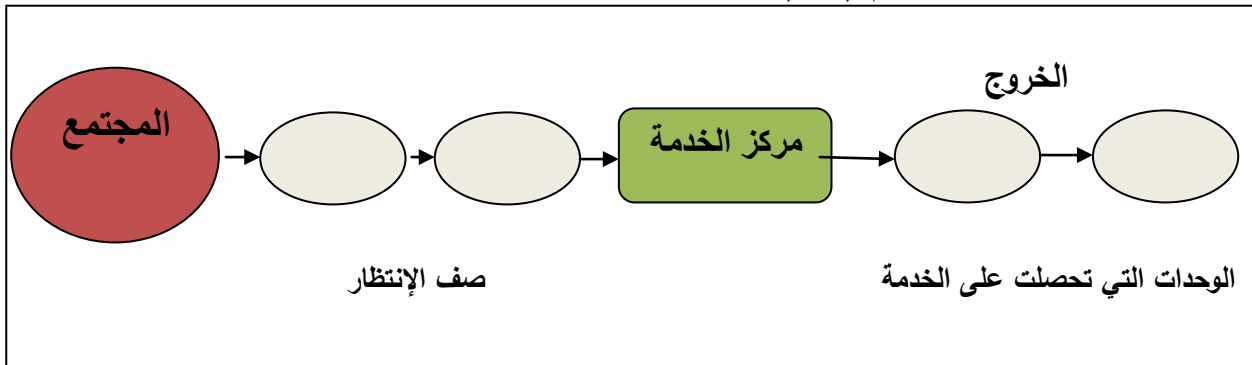 الخروج
المجتمع
مركز الخدمة
صف الإنتظار
الوحدات التي تحصلت على الخدمة